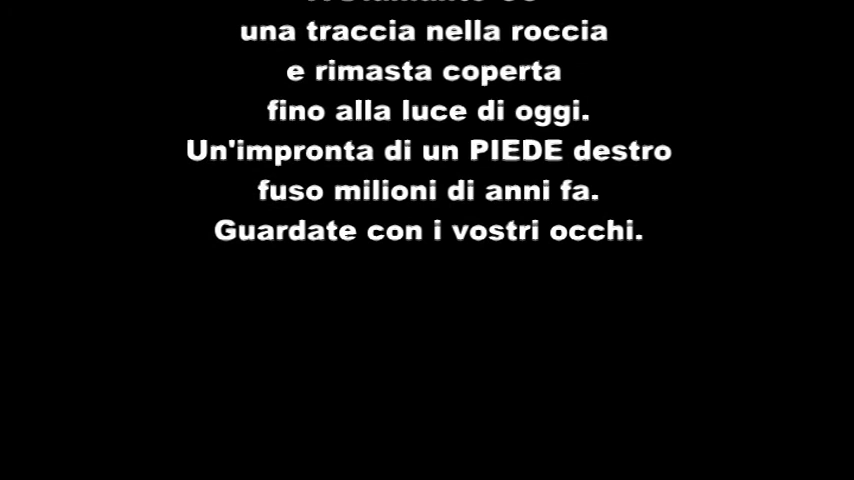 una traccia nella roccia
e rimasta coperta
fino alla luce di oggi.
Un'impronta di un PIEDE destro
fuso milioni di anni fa.
Guardate con i vostri occhi.